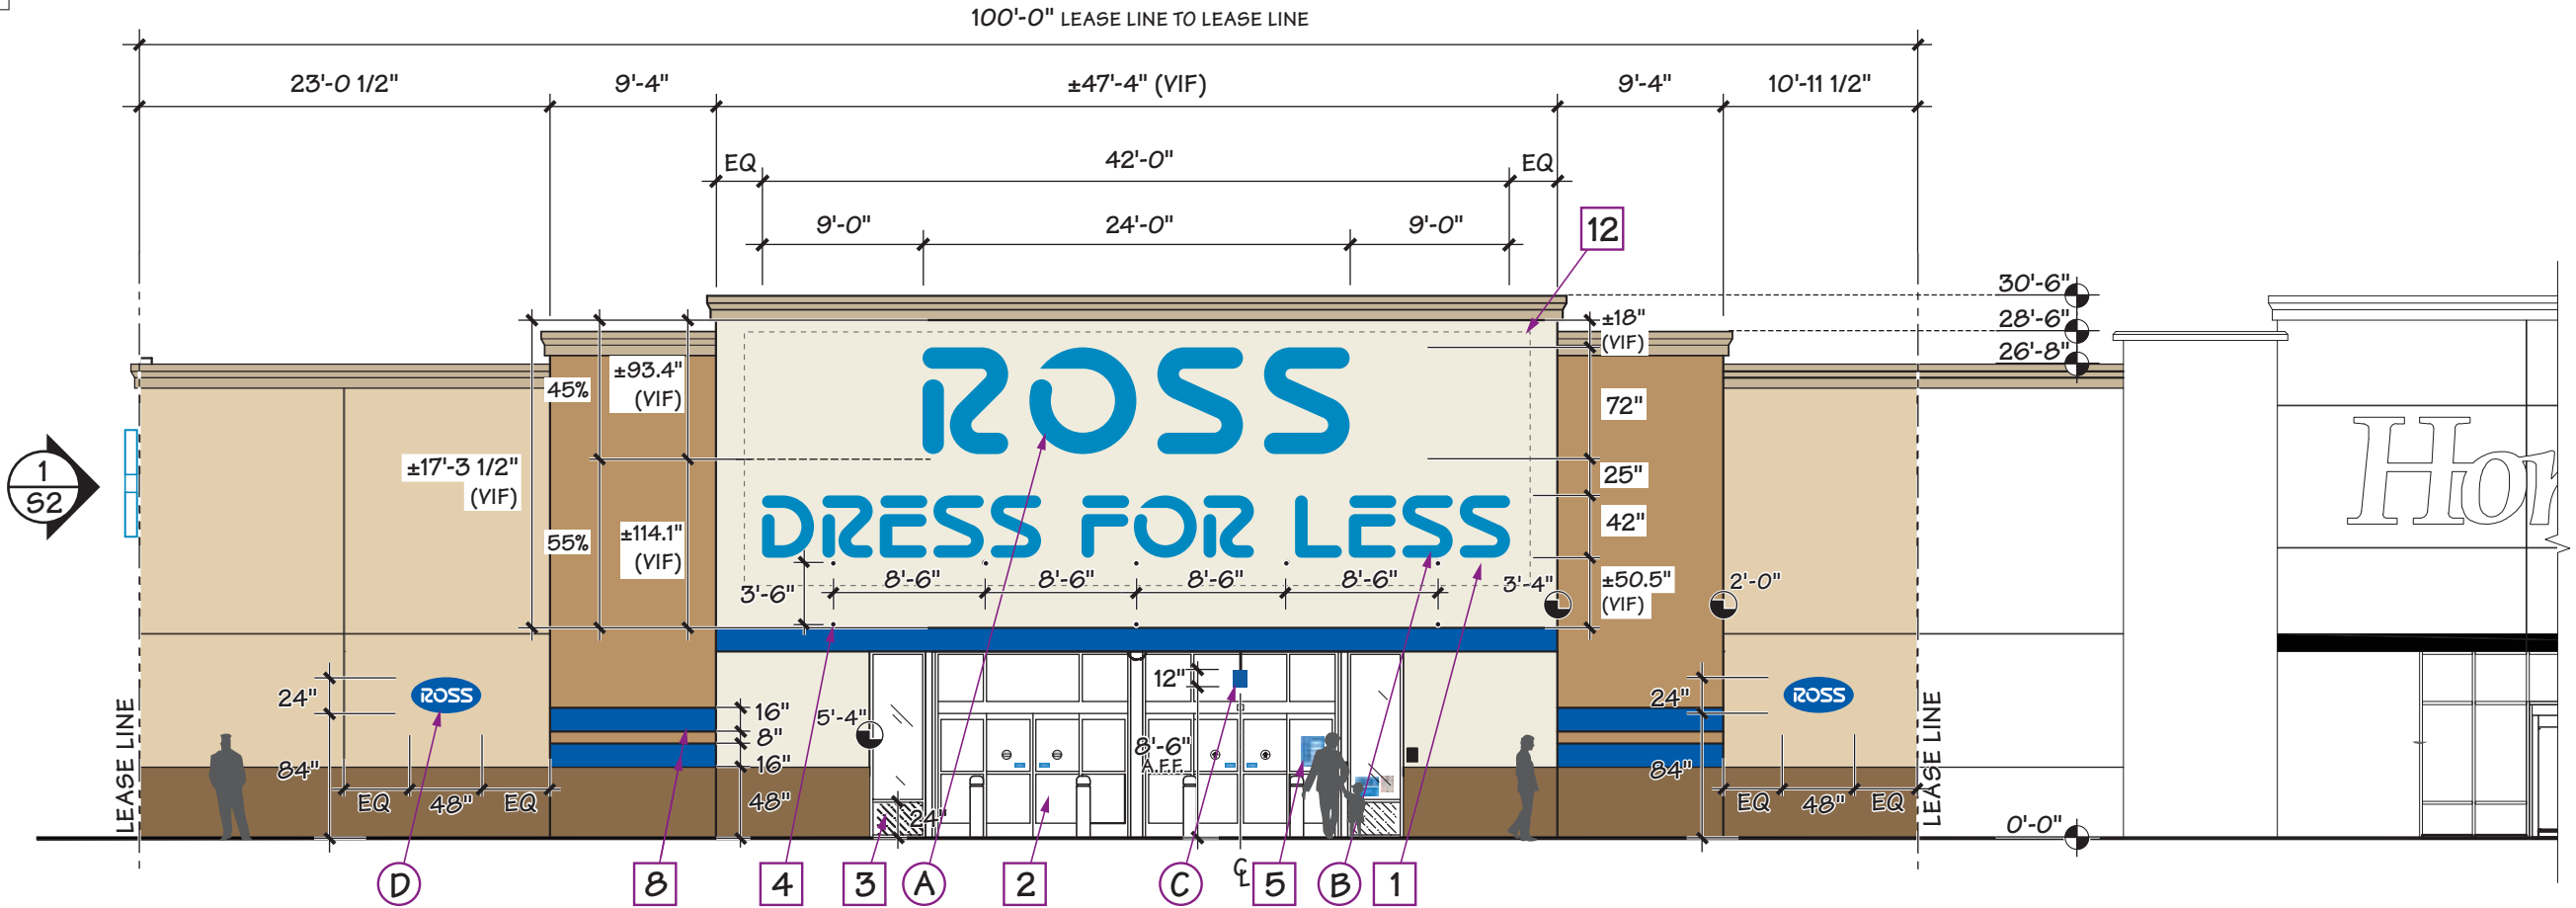 100'-0" LEASE LINE TO LEASE LINE
23'-0 1/2"
9'-4"
±47'-4" (VIF)
9'-4"
10'-11 1/2"
EQ
42'-0"
EQ
9'-0"
24'-0"
9'-0"
12
30'-6"
28'-6"
26'-8"
±18"
(VIF)
45%
±93.4"
(VIF)
ROSS
72"
±17'-3 1/2"
(VIF)
25"
1
S2
55%
±114.1"
(VIF)
DRESS FOR LESS
42"
Hor
3'-6"
8'-6"
8'-6"
8'-6"
8'-6"
3'-4"
±50.5"
(VIF)
2'-0"
LEASE LINE
24"
ROSS
84"
EQ
48"
EQ
16"
8"
16"
48"
5'-4"
24"
12"
8'-6"
A.F.F.
24"
ROSS
84"
EQ
48"
EQ
LEASE LINE
0'-0"
D
8
4
3
A
2
C
CL
5
B
1